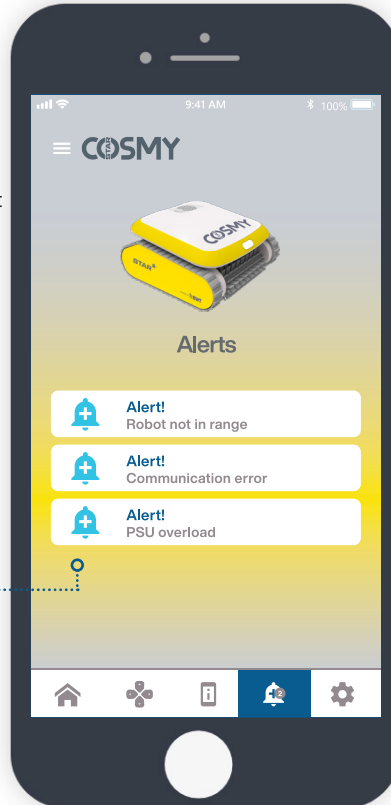 9:41 AM
100%
COSMY
STAR
COSMY
STAR+
Alerts
Alert!
Robot not in range
Alert!
Communication error
Alert!
PSU overload
2